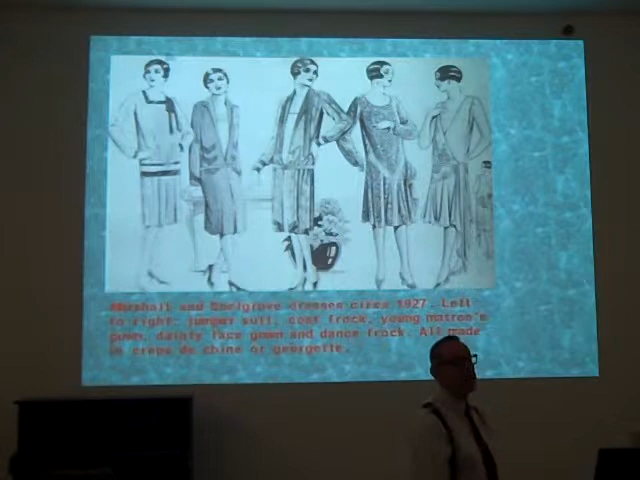 Marshall and Snelgrove dresses circa 1927. Left
to right: jumper suit, coat frock, young matron's
gown, dainty lace gown and dance frock. All made
in crepe de chine or georgette.